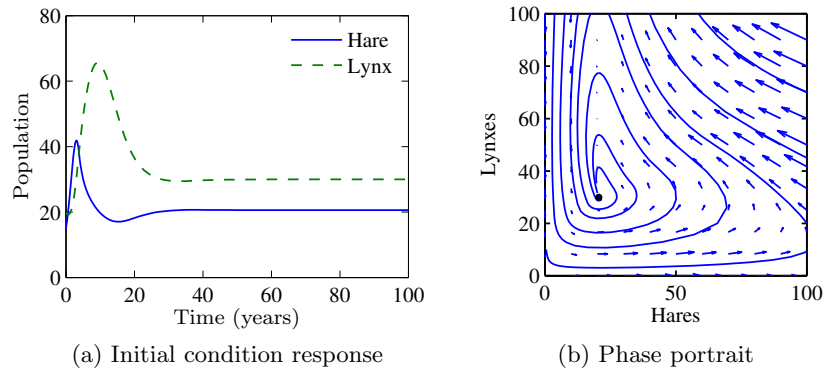 80
60
40
20
0
Population
Hare
Lynx
0 20 40 60 80 100
Time (years)
(a) Initial condition response
100
80
60
40
20
0
Lynxes
0 50 100
Hares
(b) Phase portrait